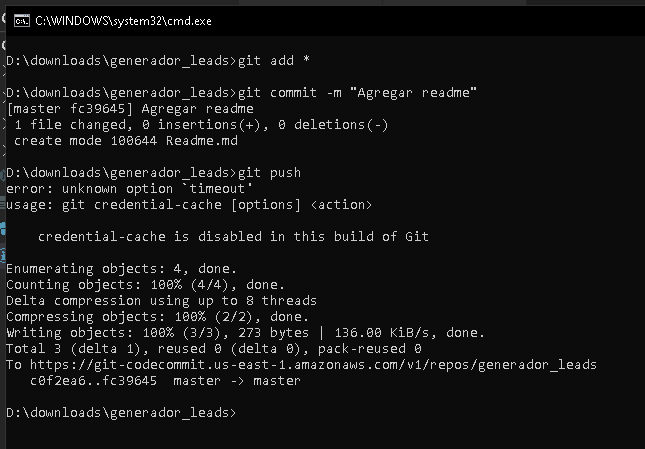 C:\WINDOWS\system32\cmd.exe
D:\downloads\generador_leads>git add *
D:\downloads\generador_leads>git commit -m "Agregar readme"
[master fc39645] Agregar readme
 1 file changed, 0 insertions(+), 0 deletions(-)
 create mode 100644 Readme.md
D:\downloads\generador_leads>git push
error: unknown option `timeout'
usage: git credential-cache [options] <action>
    credential-cache is disabled in this build of Git
Enumerating objects: 4, done.
Counting objects: 100% (4/4), done.
Delta compression using up to 8 threads
Compressing objects: 100% (2/2), done.
Writing objects: 100% (3/3), 273 bytes | 136.00 KiB/s, done.
Total 3 (delta 1), reused 0 (delta 0), pack-reused 0
To https://git-codecommit.us-east-1.amazonaws.com/v1/repos/generador_leads
   c0f2ea6..fc39645  master -> master
D:\downloads\generador_leads>